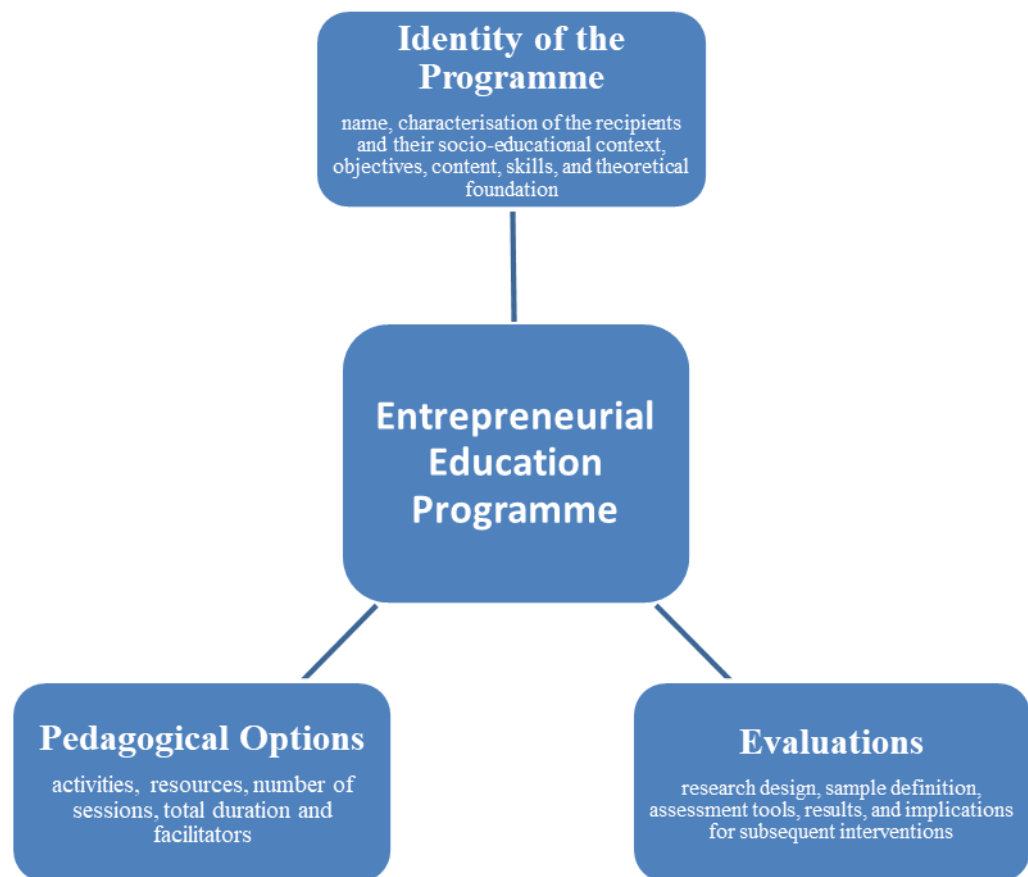 Identity of the
Programme
name, characterisation of the recipients
and their socio-educational context,
objectives, content, skills, and theoretical
foundation
Entrepreneurial
Education
Programme
Pedagogical Options
activities, resources, number of
sessions, total duration and
facilitators
Evaluations
research design, sample definition,
assessment tools, results, and implications
for subsequent interventions